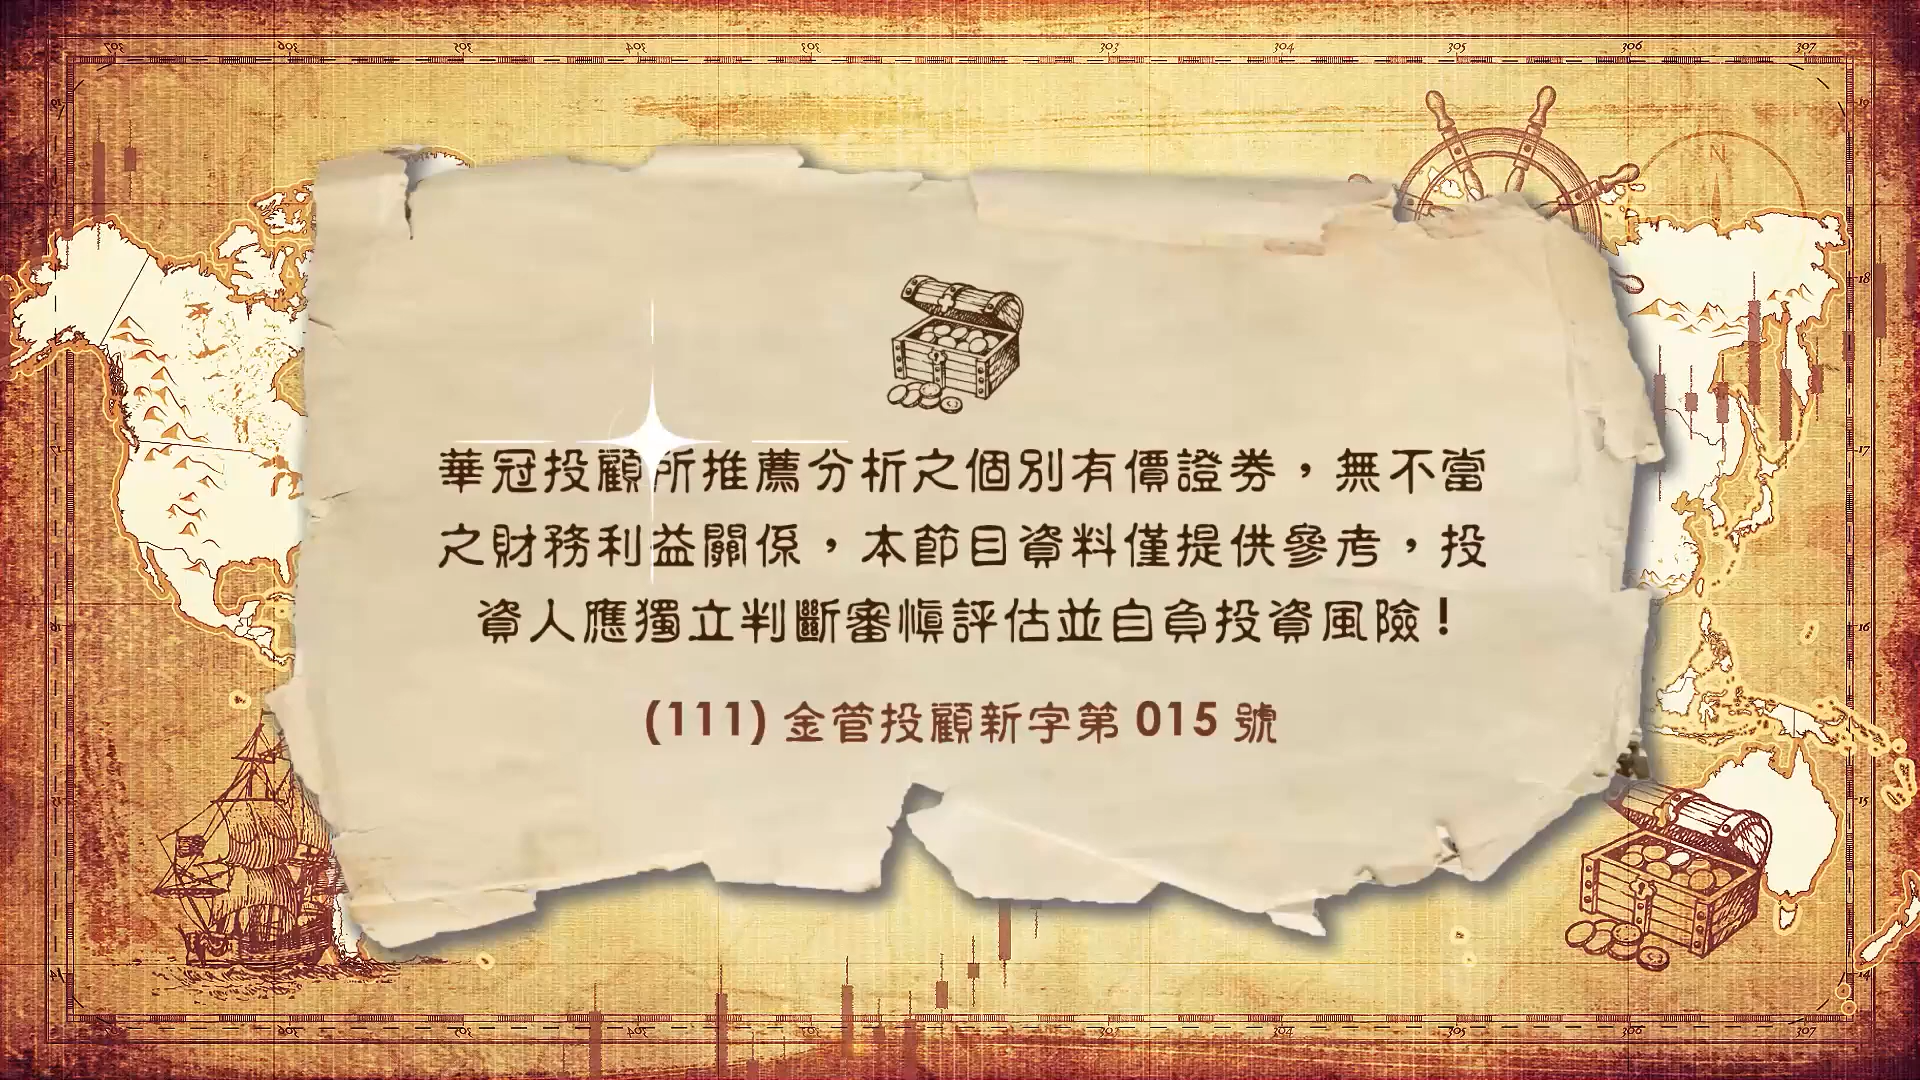 華冠投顧所推薦分析之個別有價證券，無不當
之財務利益關係，本節目資料僅提供參考，投
資人應獨立判斷審慎評估並自負投資風險！
(111) 金管投顧新字第 015 號